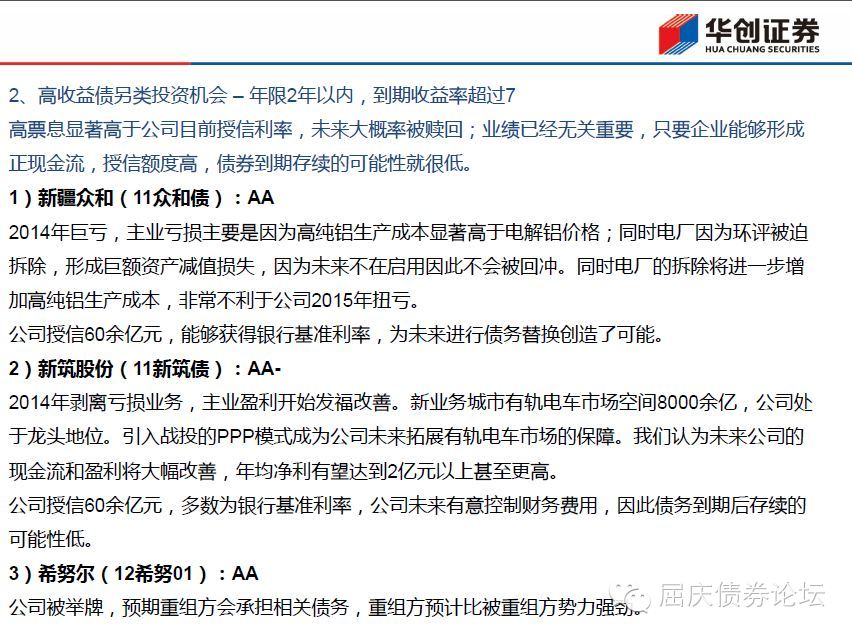 华创证券
HUA CHUANG SECURITIES
2、高收益债另类投资机会 – 年限2年以内，到期收益率超过7
高票息显著高于公司目前授信利率，未来大概率被赎回；业绩已经无关重要，只要企业能够形成
正现金流，授信额度高，债券到期存续的可能性就很低。
1）新疆众和（11众和债）：AA
2014年巨亏，主业亏损主要是因为高纯铝生产成本显著高于电解铝价格；同时电厂因为环评被迫
拆除，形成巨额资产减值损失，因为未来不在启用因此不会被回冲。同时电厂的拆除将进一步增
加高纯铝生产成本，非常不利于公司2015年扭亏。
公司授信60余亿元，能够获得银行基准利率，为未来进行债务替换创造了可能。
2）新筑股份（11新筑债）：AA-
2014年剥离亏损业务，主业盈利开始发福改善。新业务城市有轨电车市场空间8000余亿，公司处
于龙头地位。引入战投的PPP模式成为公司未来拓展有轨电车市场的保障。我们认为未来公司的
现金流和盈利将大幅改善，年均净利有望达到2亿元以上甚至更高。
公司授信60余亿元，多数为银行基准利率，公司未来有意控制财务费用，因此债务到期后存续的
可能性低。
3）希努尔（12希努01）：AA
公司被举牌，预期重组方会承担相关债务，重组方预计比被重组方势力强劲。
屈庆债券论坛